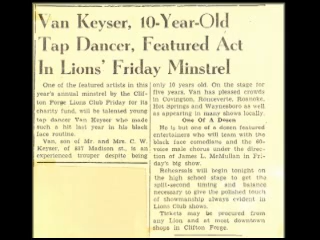 Van Keyser, 10-Year-Old
Tap Dancer, Featured Act
In Lions' Friday Minstrel
One of the featured artists in this
year's annual minstrel by the Clif-
ton Forge Lions Club Friday for its
charity fund, will be talented young
tap dancer Van Keyser who made
such a hit last year in his black
face routine.
Van, son of Mr. and Mrs. C. W.
Keyser, of 417 Madison st., is an
experienced trouper despite being
only 10 years old. On the stage for
five years, Van has pleased crowds
in Covington, Ronceverte, Roanoke,
Hot Springs and Waynesboro as well
as appearing in many shows locally.
One Of A Dozen
He is but one of a dozen featured
entertainers who will team with the
black face comedians and the 60-
voice male chorus under the direc-
tion of James L. McMullan in Fri-
day's big show.
Rehearsals will begin tonight on
the high school stage to get the
split-second timing and balance
necessary to give the polished touch
of showmanship always evident in
Lions Club shows.
Tickets may be procured from
any Lion and at most downtown
shops in Clifton Forge.